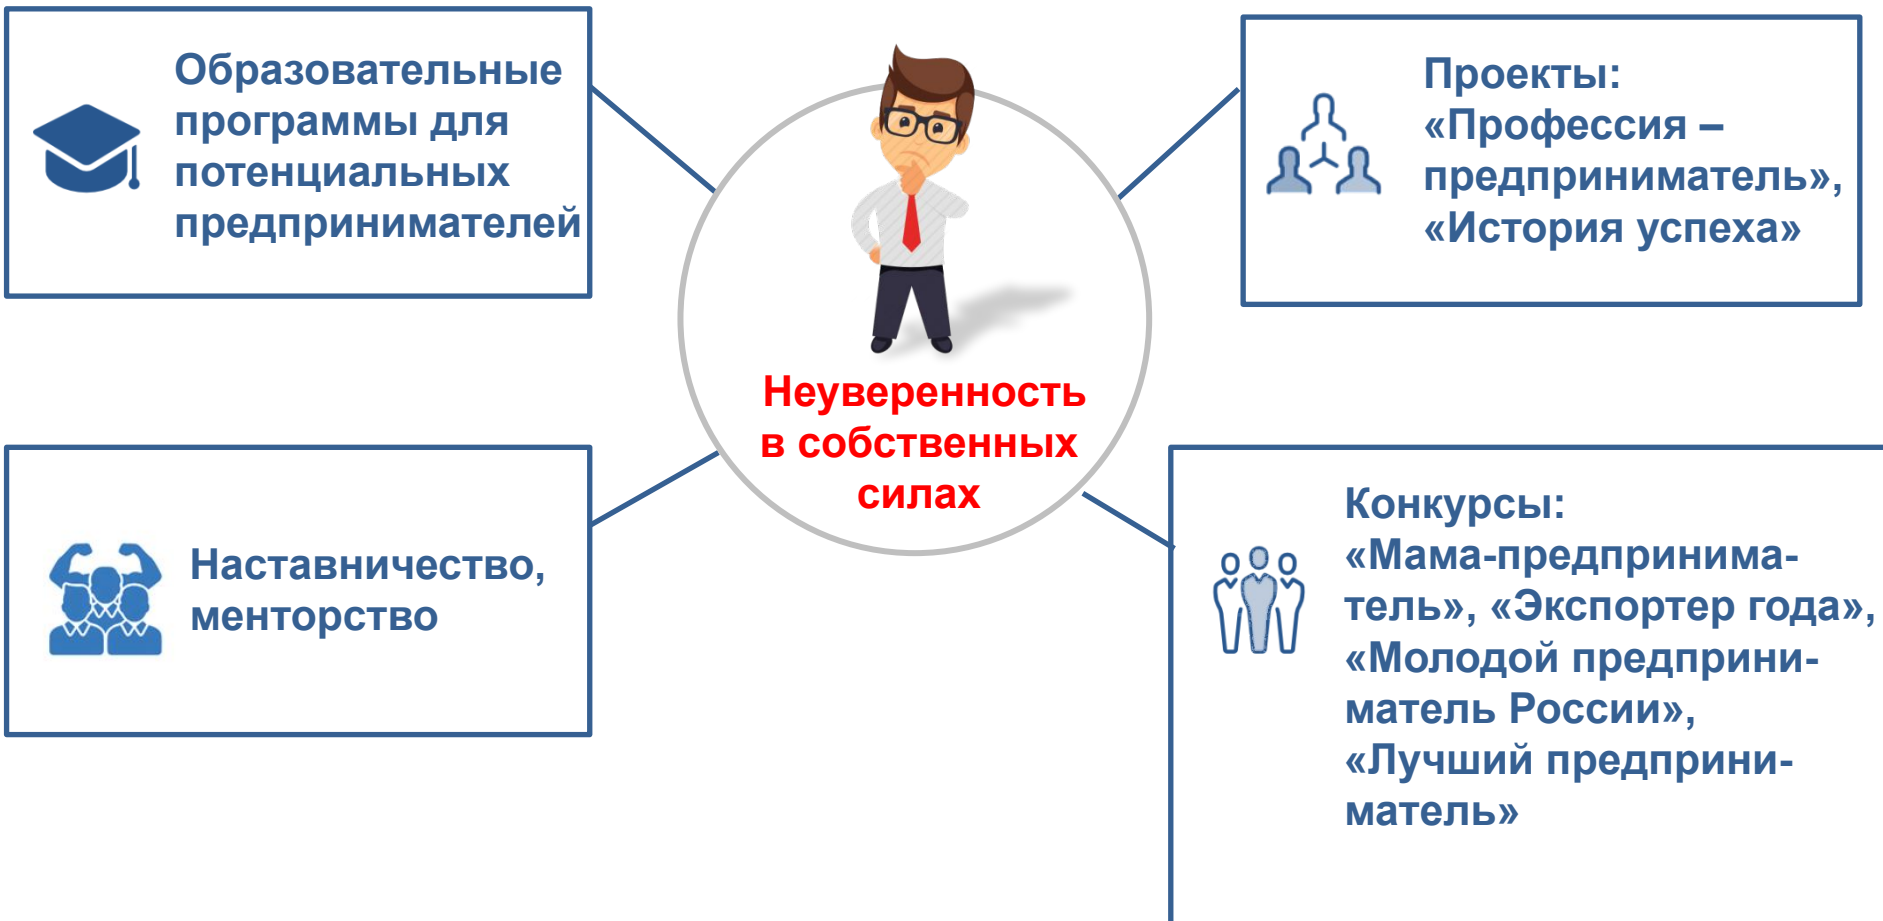 Образовательные
программы для
потенциальных
предпринимателей
Проекты:
«Профессия –
предприниматель»,
«История успеха»
Неуверенность
в собственных
силах
Наставничество,
менторство
Конкурсы:
«Мама-предпринима-
тель», «Экспортер года»,
«Молодой предприни-
матель России»,
«Лучший предприни-
матель»